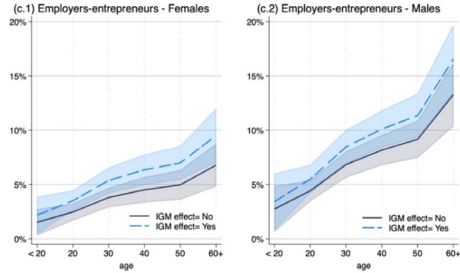 (c.1) Employers-entrepreneurs - Females
20%
15%
10%
5%
0%
< 20 20 30 40 50 60+
age
IGM effect= No
IGM effect= Yes
(c.2) Employers-entrepreneurs - Males
20%
15%
10%
5%
0%
< 20 20 30 40 50 60+
age
IGM effect= No
IGM effect= Yes